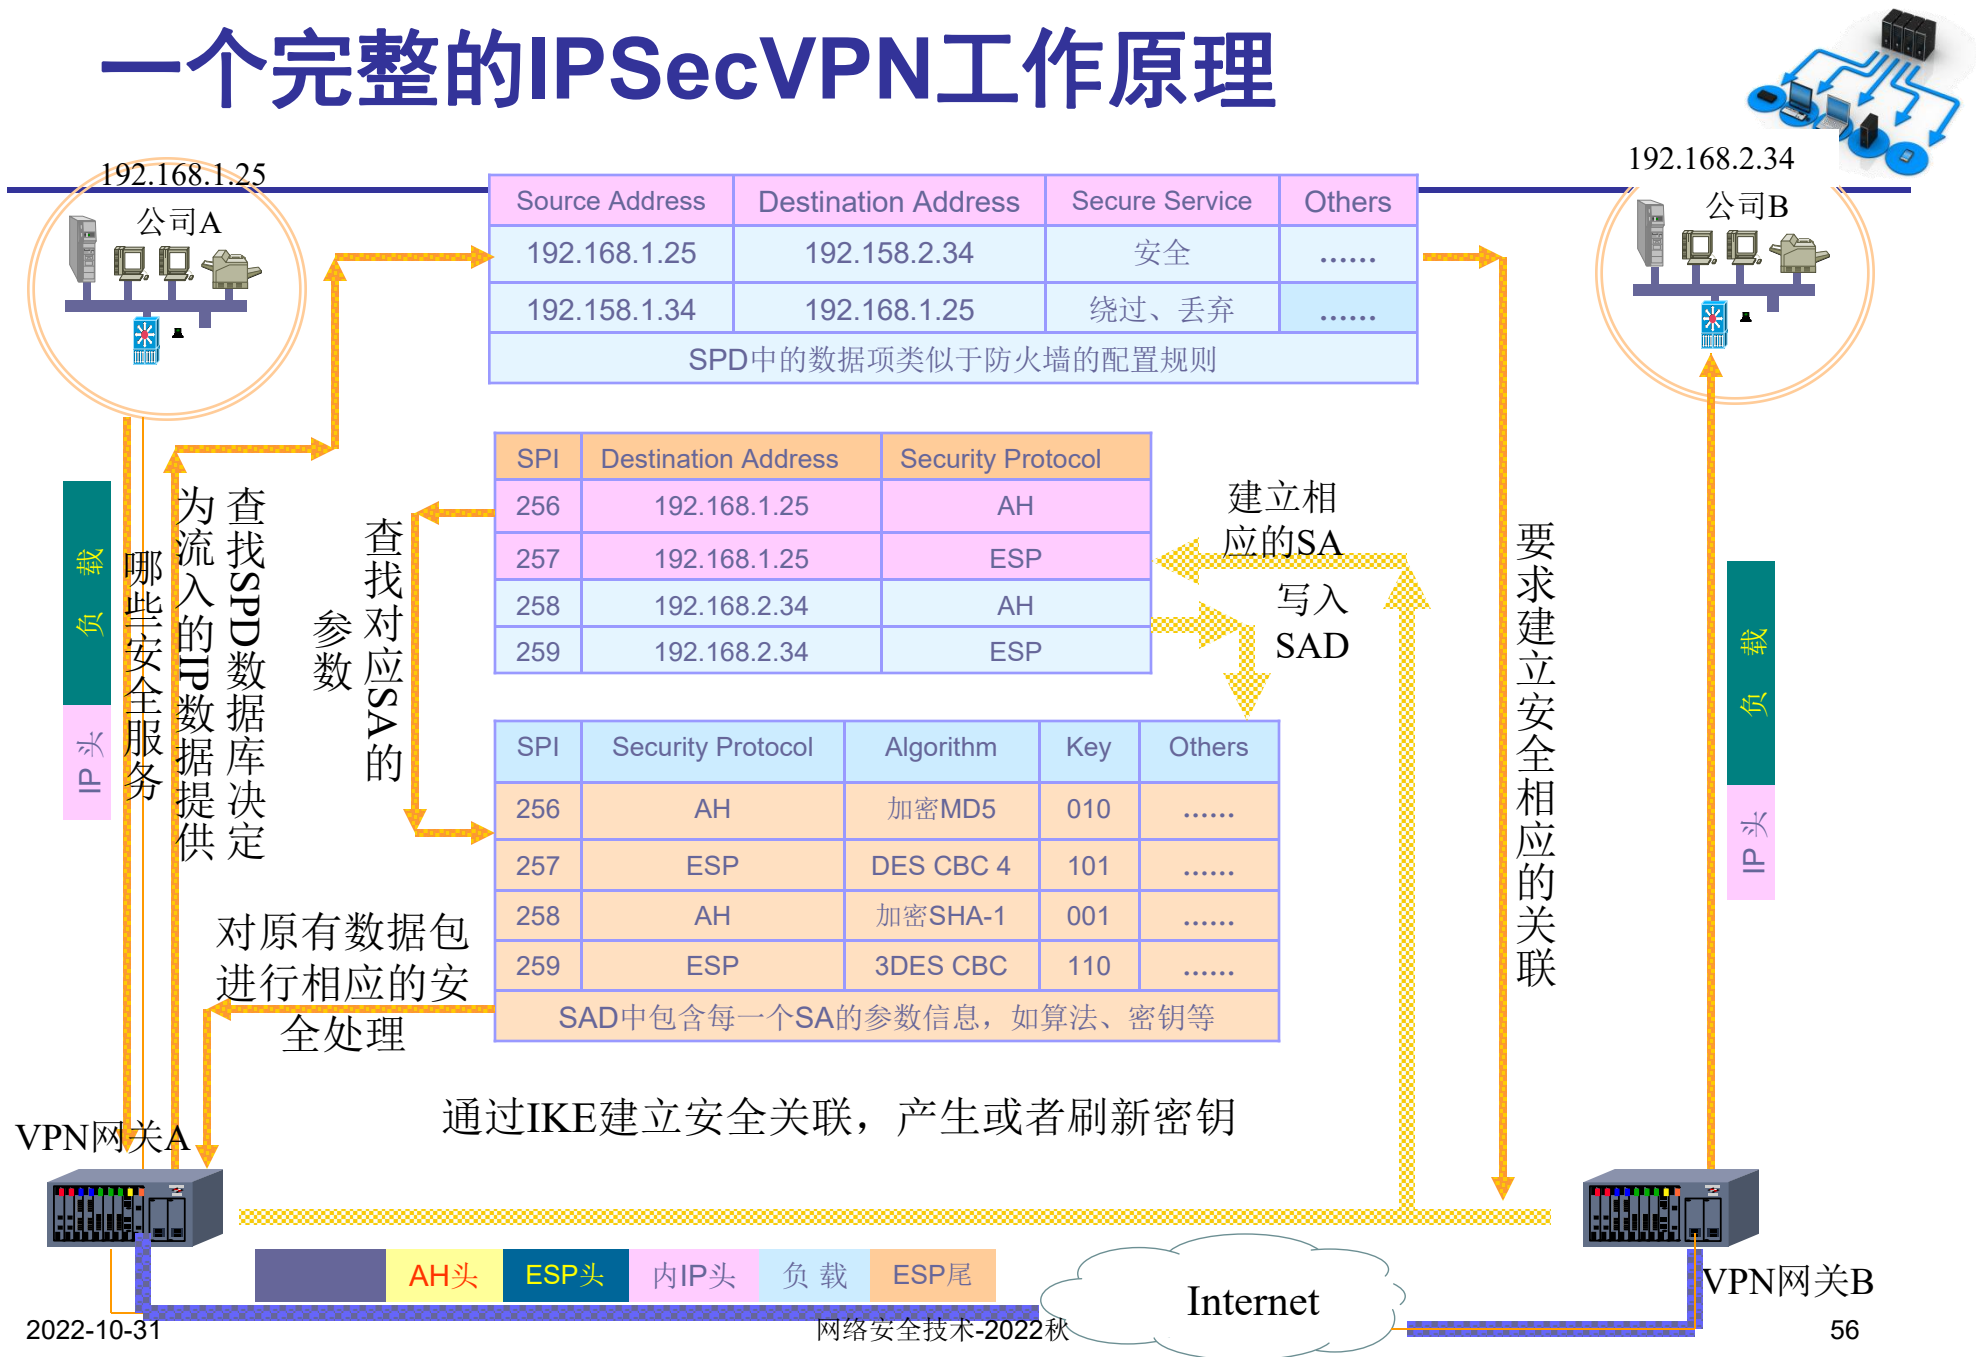 一个完整的IPSecVPN工作原理
192.168.1.25
公司A
192.168.2.34
公司B
Source Address Destination Address Secure Service Others
192.168.1.25 192.158.2.34 安全 ……
192.158.1.34 192.168.1.25 绕过、丢弃 ……
SPD中的数据项类似于防火墙的配置规则
SPI Destination Address Security Protocol
256 192.168.1.25 AH
257 192.168.1.25 ESP
258 192.168.2.34 AH
259 192.168.2.34 ESP
建立相
应的SA
写入
SAD
查找SPD数据库决定
为流入的IP数据提供
哪些安全服务
查找对应SA的
参数
要求建立安全相应的关联
负 载
IP 头
负 载
IP 头
SPI Security Protocol Algorithm Key Others
256 AH 加密MD5 010 ……
257 ESP DES CBC 4 101 ……
258 AH 加密SHA-1 001 ……
259 ESP 3DES CBC 110 ……
SAD中包含每一个SA的参数信息，如算法、密钥等
对原有数据包
进行相应的安
全处理
通过IKE建立安全关联，产生或者刷新密钥
VPN网关A
AH头 ESP头 内IP头 负 载 ESP尾
Internet
VPN网关B
2022-10-31
网络安全技术-2022秋
56